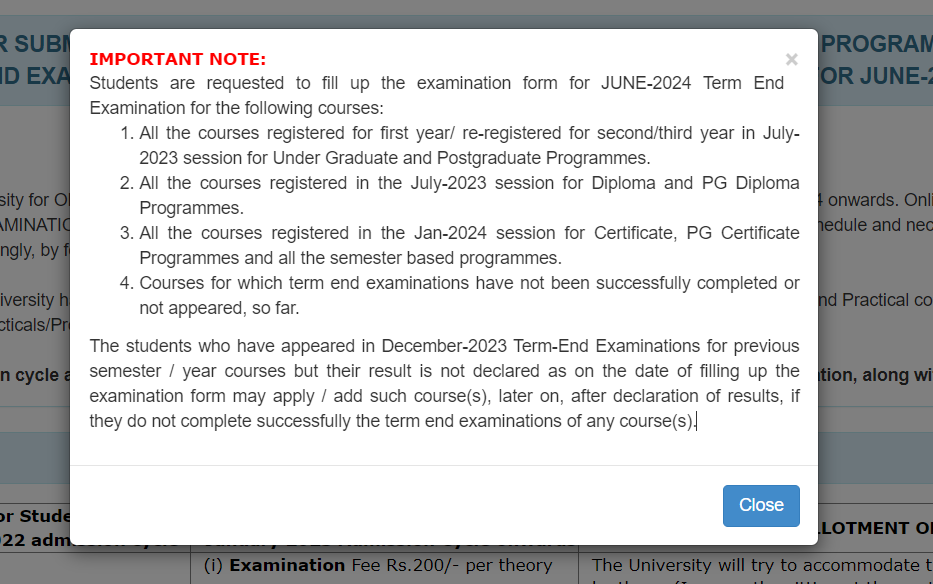 R SUBM
PROGRAM
ID EXA
OR JUNE-2
IMPORTANT NOTE:
×
Students are requested to fill up the examination form for JUNE-2024 Term End
Examination for the following courses:
1. All the courses registered for first year/ re-registered for second/third year in July-
2023 session for Under Graduate and Postgraduate Programmes.
2. All the courses registered in the July-2023 session for Diploma and PG Diploma
Programmes.
3. All the courses registered in the Jan-2024 session for Certificate, PG Certificate
Programmes and all the semester based programmes.
4. Courses for which term end examinations have not been successfully completed or
not appeared, so far.
The students who have appeared in December-2023 Term-End Examinations for previous
semester / year courses but their result is not declared as on the date of filling up the
examination form may apply / add such course(s), later on, after declaration of results, if
they do not complete successfully the term end examinations of any course(s).
Close
sity for O
onwards. Onli
AMINATIO
hedule and nec
ngly, by f
iversity h
nd Practical co
cticals/Pr
n cycle a
tion, along wi
or Stude
22 adm
LLOTMENT O
(i) Examination Fee Rs.200/- per theory
The University will try to accommodate t